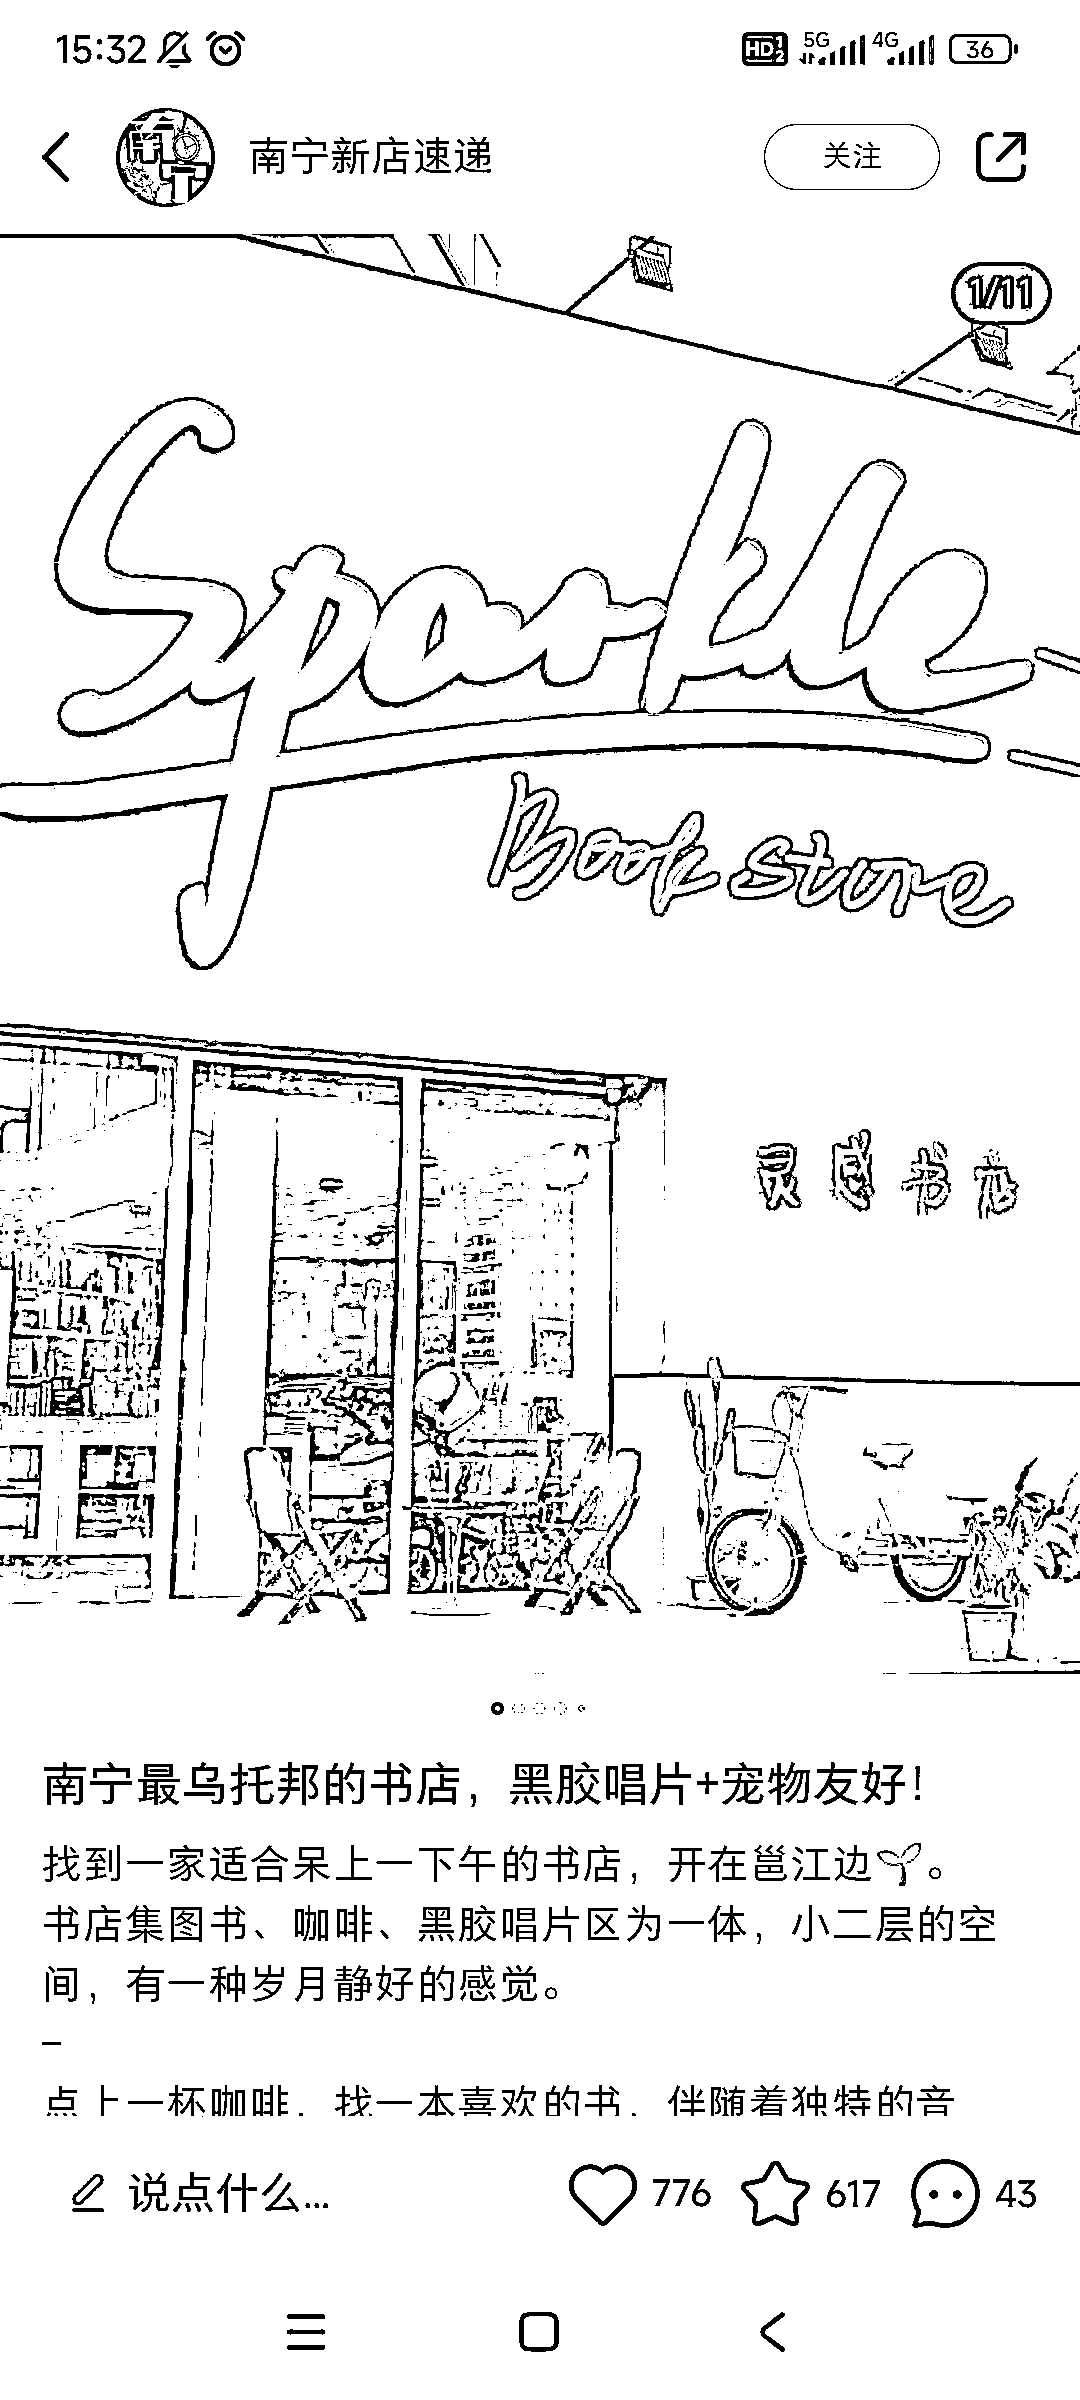 15:32 HD 1 2 5G 4G 36
南宁新店速递 关注
1/11
Sparkle
Book store
灵感书店
南宁最乌托邦的书店，黑胶唱片+宠物友好！
找到一家适合呆上一下午的书店，开在邕江边🌱。
书店集图书、咖啡、黑胶唱片区为一体，小二层的空
间，有一种岁月静好的感觉。
–
点上一杯咖啡，找一本喜欢的书，伴随着独特的音
说点什么... 776 617 43